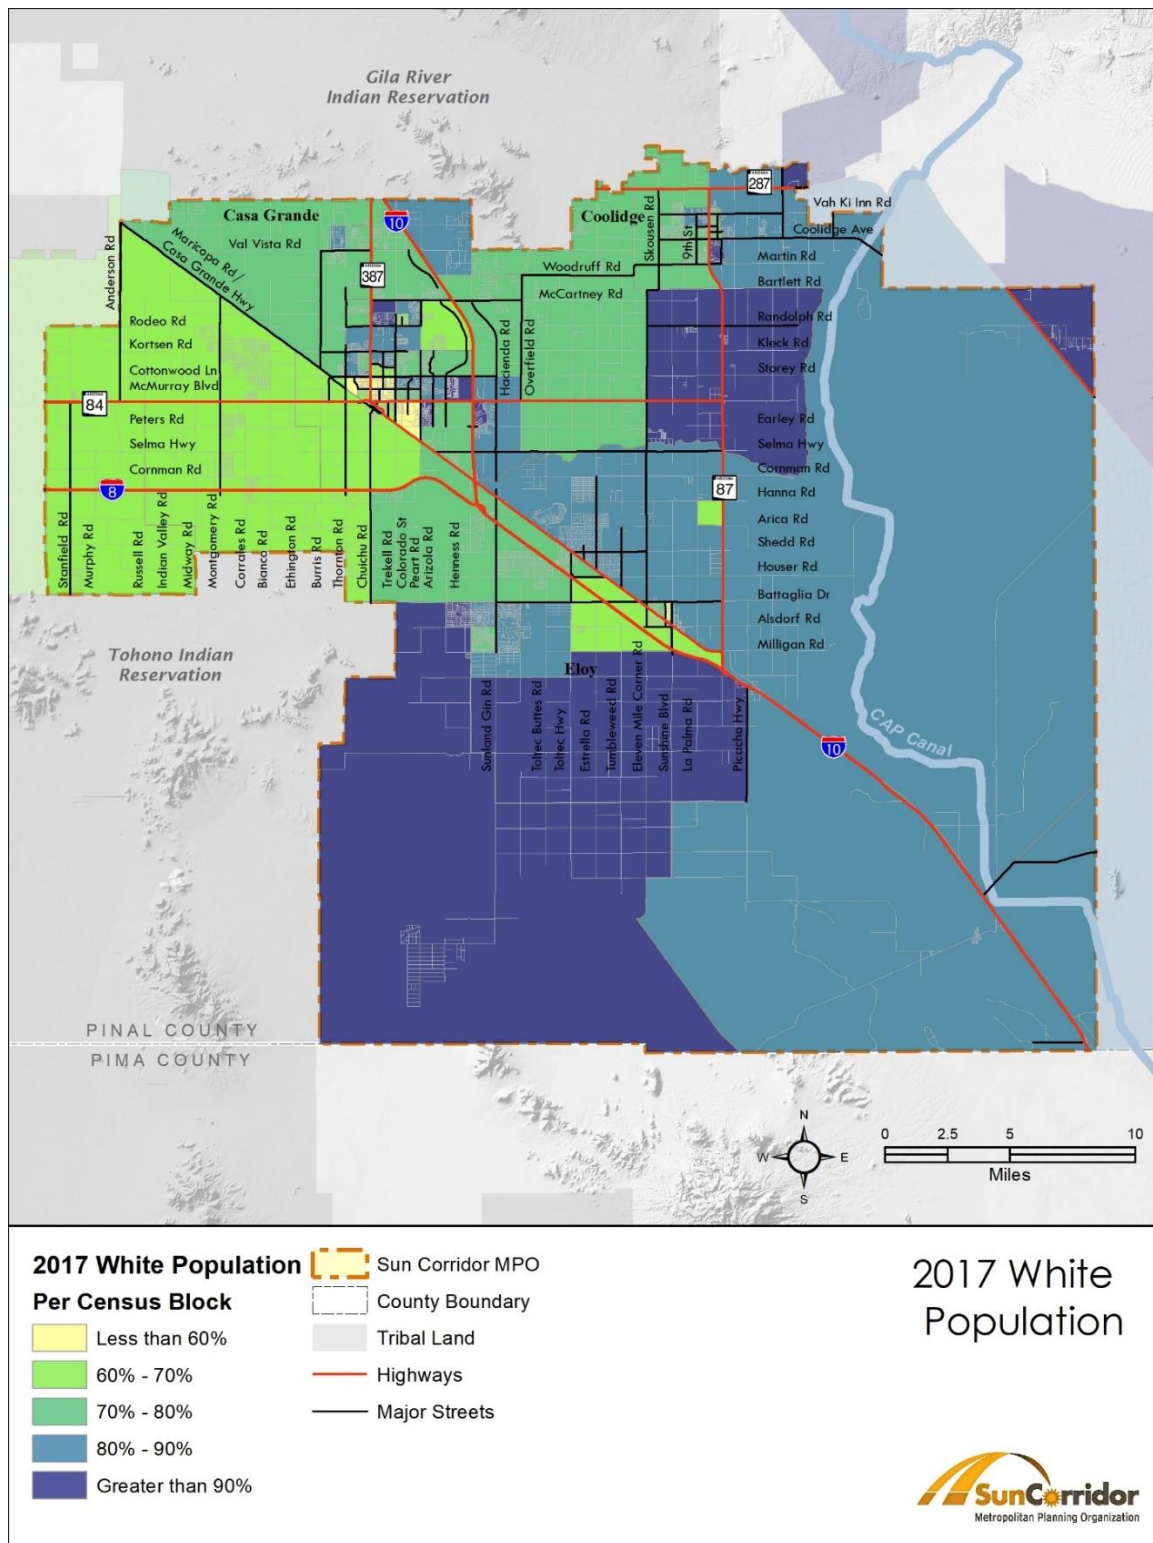 Gila River
Indian Reservation
287
Vah Ki Inn Rd
Casa Grande
10
Coolidge
Skousen Rd
9th St
Coolidge Ave
Anderson Rd
Maricopa Rd/
Casa Grande Hwy
Val Vista Rd
387
Woodruff Rd
Martin Rd
McCartney Rd
Bartlett Rd
Rodeo Rd
Randolph Rd
Kortsen Rd
Kleck Rd
Hacienda Rd
Overfield Rd
Cottonwood Ln
Storey Rd
McMurray Blvd
84
Peters Rd
Earley Rd
Selma Hwy
Selma Hwy
Cornman Rd
Cornman Rd
8
87
Hanna Rd
Arica Rd
Shedd Rd
Houser Rd
Battaglia Dr
Alsdorf Rd
Milligan Rd
Stanfield Rd
Murphy Rd
Russell Rd
Indian Valley Rd
Midway Rd
Montgomery Rd
Corrales Rd
Bianco Rd
Ethington Rd
Burris Rd
Thornton Rd
Chuichu Rd
Trekell Rd
Colorado St
Peart Rd
Arizola Rd
Henness Rd
Tohono Indian
Reservation
Eloy
Sunland Gin Rd
Toltec Buttes Rd
Toltec Hwy
Estrella Rd
Tumbleweed Rd
Eleven Mile Corner Rd
Sunshine Blvd
La Palma Rd
Picacho Hwy
10
CAP Canal
PINAL COUNTY
PIMA COUNTY
N
W E
S
0 2.5 5 10
Miles
2017 White Population
Per Census Block
Less than 60%
60% - 70%
70% - 80%
80% - 90%
Greater than 90%
Sun Corridor MPO
County Boundary
Tribal Land
Highways
Major Streets
2017 White
Population
SunCorridor
Metropolitan Planning Organization